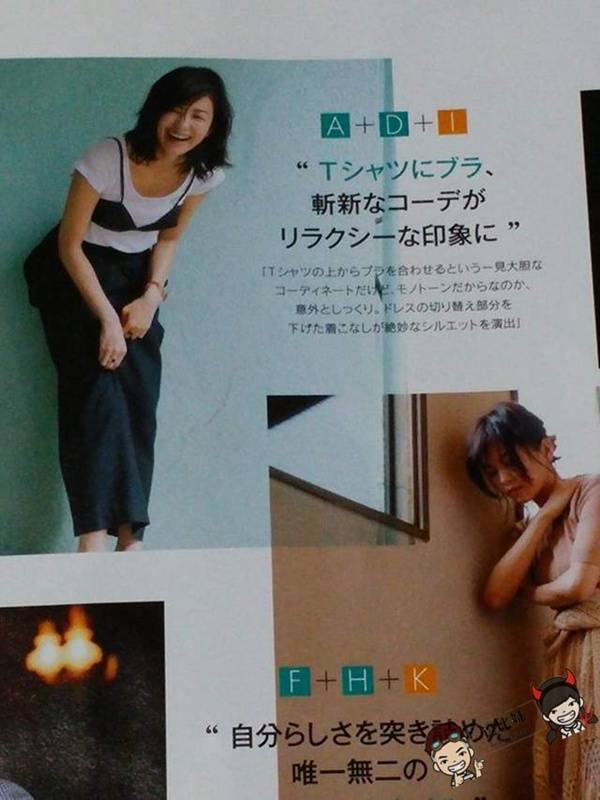 A+D+I
“ Tシャツにブラ、
斬新なコーデが
リラクシーな印象に ”
「Tシャツの上からブラを合わせるという一見大胆な
コーディネートだけど、モノトーンだからなのか、
意外としっくり。ドレスの切り替え部分を
下げた着こなしが絶妙なシルエットを演出」
F+H+K
“ 自分らしさを突き詰めた
唯一無二の